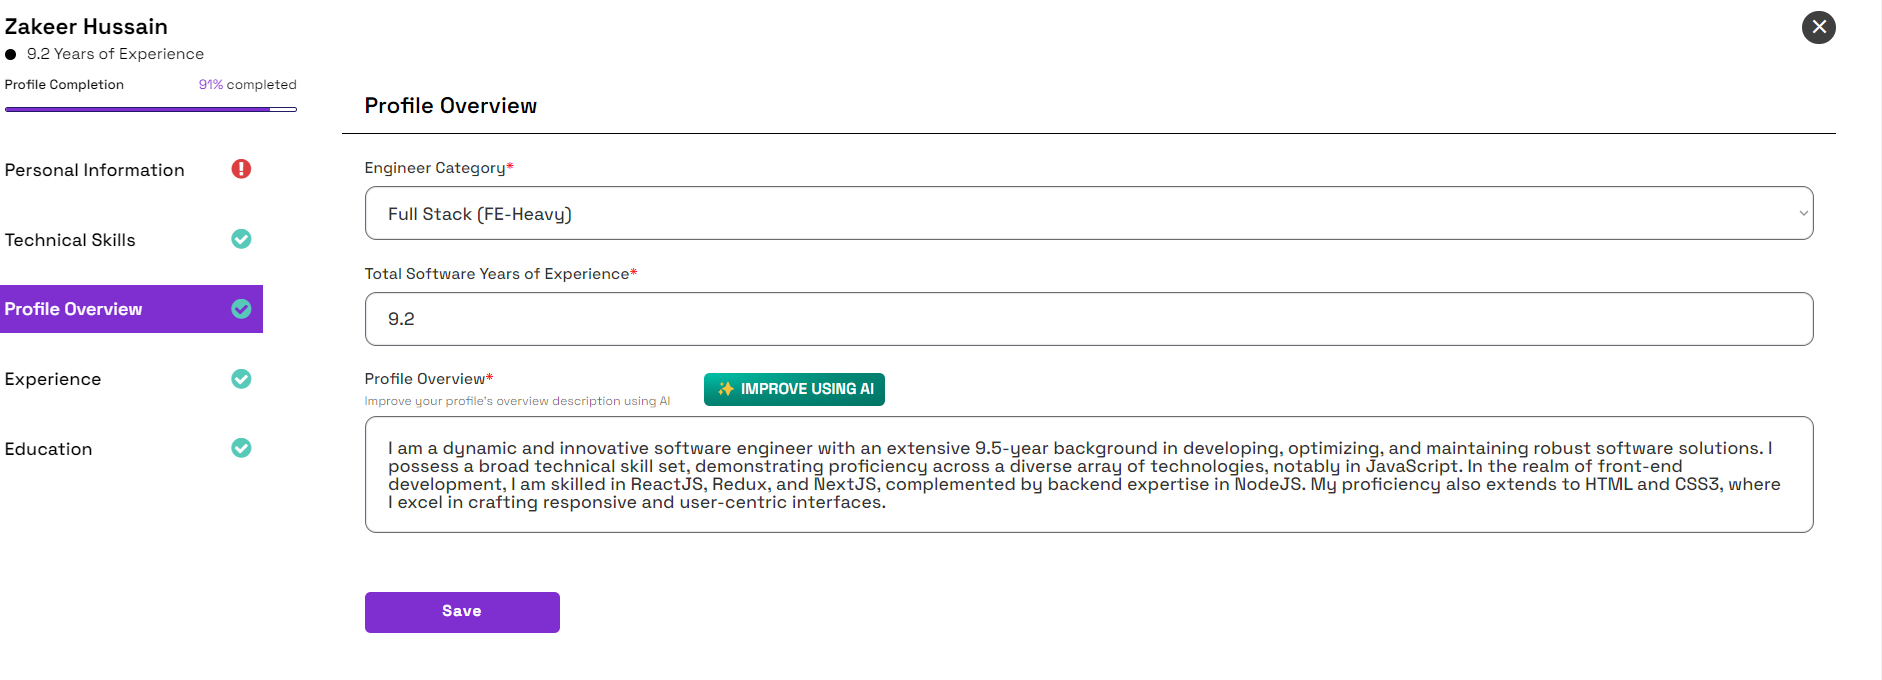 Zakeer Hussain
9.2 Years of Experience
Profile Completion
91% completed
Personal Information
Technical Skills
Profile Overview
Experience
Education
Profile Overview
Engineer Category*
Full Stack (FE-Heavy)
Total Software Years of Experience*
9.2
Profile Overview*
Improve your profile's overview description using AI
✨ IMPROVE USING AI
I am a dynamic and innovative software engineer with an extensive 9.5-year background in developing, optimizing, and maintaining robust software solutions. I
possess a broad technical skill set, demonstrating proficiency across a diverse array of technologies, notably in JavaScript. In the realm of front-end
development, I am skilled in ReactJS, Redux, and NextJS, complemented by backend expertise in NodeJS. My proficiency also extends to HTML and CSS3, where
I excel in crafting responsive and user-centric interfaces.
Save